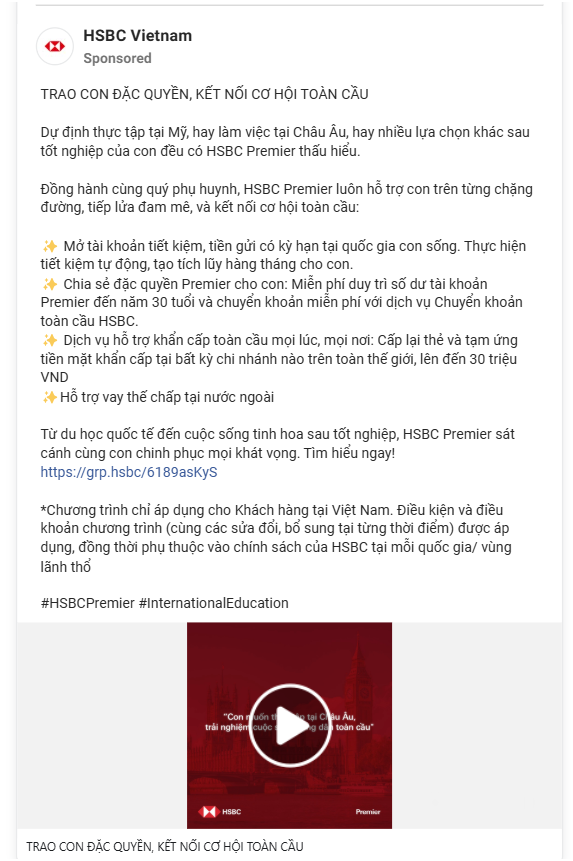 HSBC Vietnam
Sponsored
TRAO CON ĐẶC QUYỀN, KẾT NỐI CƠ HỘI TOÀN CẦU
Dự định thực tập tại Mỹ, hay làm việc tại Châu Âu, hay nhiều lựa chọn khác sau
tốt nghiệp của con đều có HSBC Premier thấu hiểu.
Đồng hành cùng quý phụ huynh, HSBC Premier luôn hỗ trợ con trên từng chặng
đường, tiếp lửa đam mê, và kết nối cơ hội toàn cầu:
✨ Mở tài khoản tiết kiệm, tiền gửi có kỳ hạn tại quốc gia con sống. Thực hiện
tiết kiệm tự động, tạo tích lũy hàng tháng cho con.
✨ Chia sẻ đặc quyền Premier cho con: Miễn phí duy trì số dư tài khoản
Premier đến năm 30 tuổi và chuyển khoản miễn phí với dịch vụ Chuyển khoản
toàn cầu HSBC.
✨ Dịch vụ hỗ trợ khẩn cấp toàn cầu mọi lúc, mọi nơi: Cấp lại thẻ và tạm ứng
tiền mặt khẩn cấp tại bất kỳ chi nhánh nào trên toàn thế giới, lên đến 30 triệu
VND
✨Hỗ trợ vay thế chấp tại nước ngoài
Từ du học quốc tế đến cuộc sống tinh hoa sau tốt nghiệp, HSBC Premier sát
cánh cùng con chinh phục mọi khát vọng. Tìm hiểu ngay!
https://grp.hsbc/6189asKyS
*Chương trình chỉ áp dụng cho Khách hàng tại Việt Nam. Điều kiện và điều
khoản chương trình (cùng các sửa đổi, bổ sung tại từng thời điểm) được áp
dụng, đồng thời phụ thuộc vào chính sách của HSBC tại mỗi quốc gia/ vùng
lãnh thổ
#HSBCPremier #InternationalEducation
"Con muốn tại Châu Âu,
trải nghiệm cuộc toàn cầu"
HSBC
Premier
TRAO CON ĐẶC QUYỀN, KẾT NỐI CƠ HỘI TOÀN CẦU